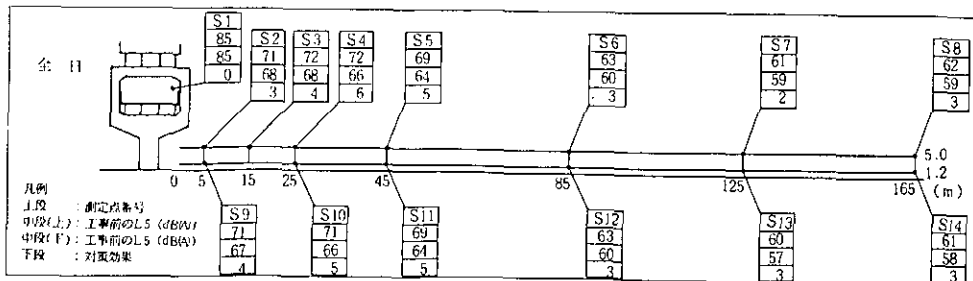 全日
S1
85
85
0
S2
71
68
3
S3
72
68
4
S4
72
66
6
S5
69
64
5
S6
63
60
3
S7
61
59
2
S8
62
59
3
5.0
1.2
0 5 15 25 45 85 125 165 (m)
凡例
上段 : 測定点番号
中段(上) : 工事前のL5 (dB(A))
中段(下) : 工事前のL5 (dB(A))
下段 : 対策効果
S9
71
67
4
S10
71
66
5
S11
69
64
5
S12
63
60
3
S13
60
57
3
S14
61
58
3